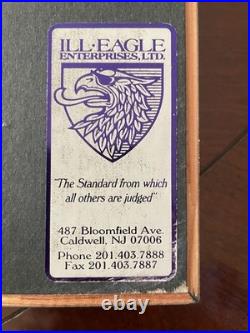 ILL·EAGLE
ENTERPRISES, LTD.
"The Standard from which
all others are judged"
487 Bloomfield Ave.
Caldwell, NJ 07006
Phone 201.403.7888
Fax 201.403.7887